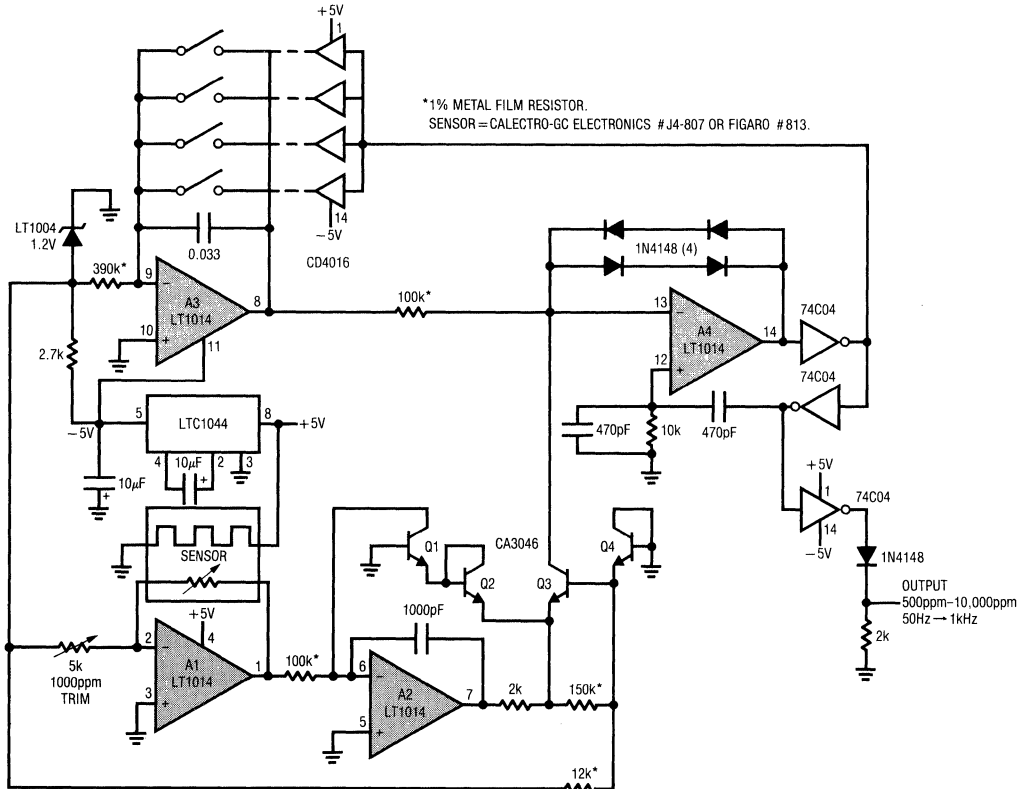 +5V
1
*1% METAL FILM RESISTOR.
SENSOR=CALECTRO-GC ELECTRONICS #J4-807 OR FIGARO #813.
14
−5V
LT1004
1.2V
0.033
CD4016
1N4148 (4)
390k*
9
−
A3
LT1014
8
10
+
11
100k*
13
−
A4
LT1014
14
12
+
74C04
74C04
2.7k
−5V
5
LTC1044
8
+5V
4
10µF
2
3
10µF
+
+
470pF
10k
470pF
+5V
1
74C04
14
−5V
SENSOR
Q1
CA3046
Q2
Q3
Q4
1N4148
OUTPUT
500ppm–10,000ppm
50Hz→1kHz
2k
1000pF
+5V
4
5k
1000ppm
TRIM
2
−
A1
LT1014
1
3
+
100k*
6
−
A2
LT1014
7
5
+
2k
150k*
12k*